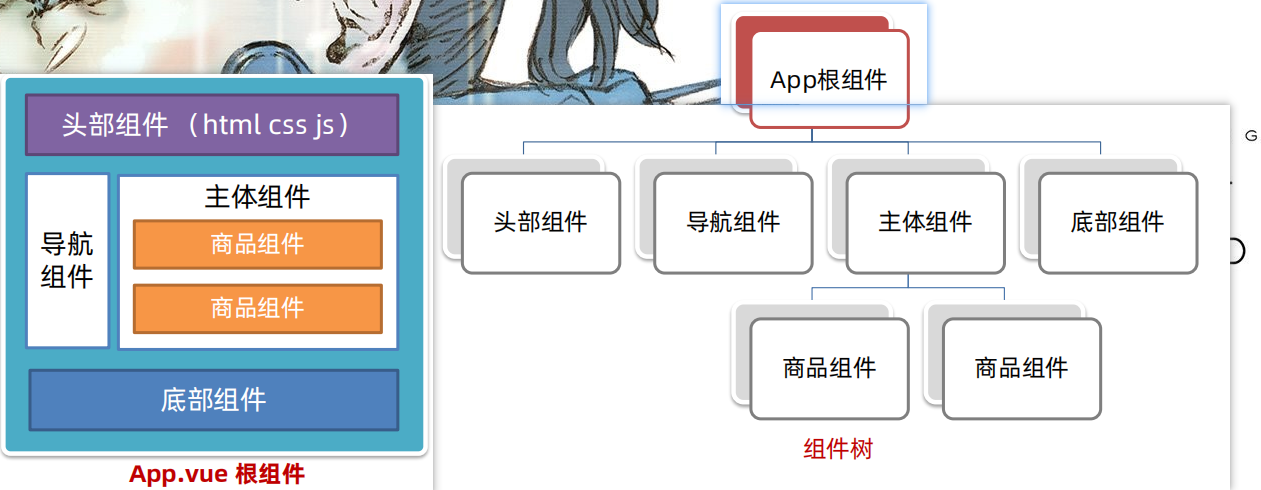 头部组件 （html css js）
导航
组件
主体组件
商品组件
商品组件
底部组件
App.vue 根组件
App根组件
头部组件
导航组件
主体组件
底部组件
商品组件
商品组件
组件树
G